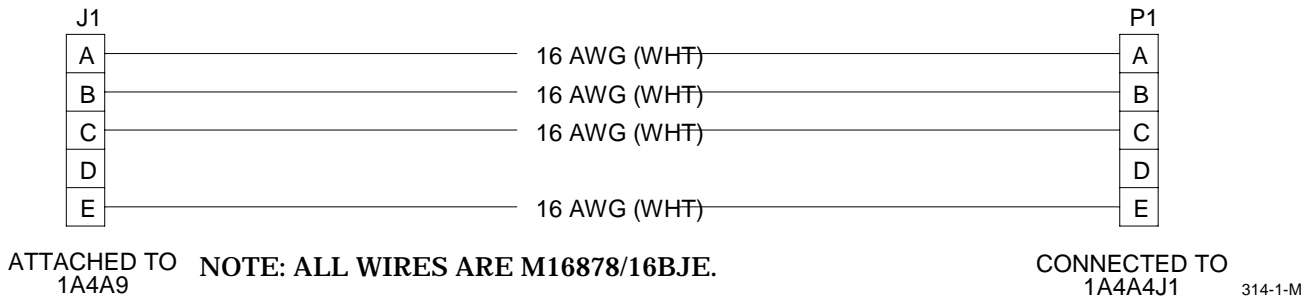 J1 P1
A 16 AWG (WHT) A
B 16 AWG (WHT) B
C 16 AWG (WHT) C
D D
E 16 AWG (WHT) E
ATTACHED TO
1A4A9
NOTE: ALL WIRES ARE M16878/16BJE.
CONNECTED TO
1A4A4J1
314-1-M